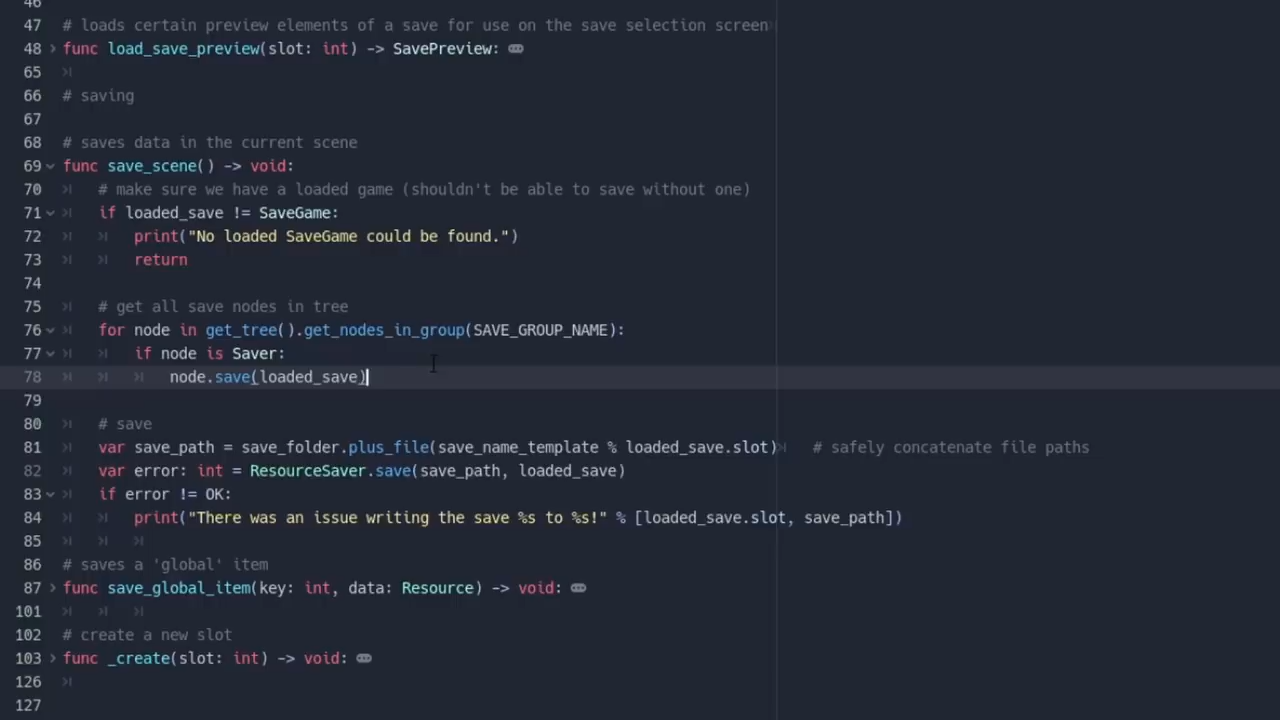 46
47 # loads certain preview elements of a save for use on the save selection screen
48 func load_save_preview(slot: int) -> SavePreview:
65
66 # saving
67
68 # saves data in the current scene
69 func save_scene() -> void:
70 # make sure we have a loaded game (shouldn't be able to save without one)
71 if loaded_save != SaveGame:
72 print("No loaded SaveGame could be found.")
73 return
74
75 # get all save nodes in tree
76 for node in get_tree().get_nodes_in_group(SAVE_GROUP_NAME):
77 if node is Saver:
78 node.save(loaded_save)
79
80 # save
81 var save_path = save_folder.plus_file(save_name_template % loaded_save.slot) # safely concatenate file paths
82 var error: int = ResourceSaver.save(save_path, loaded_save)
83 if error != OK:
84 print("There was an issue writing the save %s to %s!" % [loaded_save.slot, save_path])
85
86 # saves a 'global' item
87 func save_global_item(key: int, data: Resource) -> void:
101
102 # create a new slot
103 func _create(slot: int) -> void:
126
127